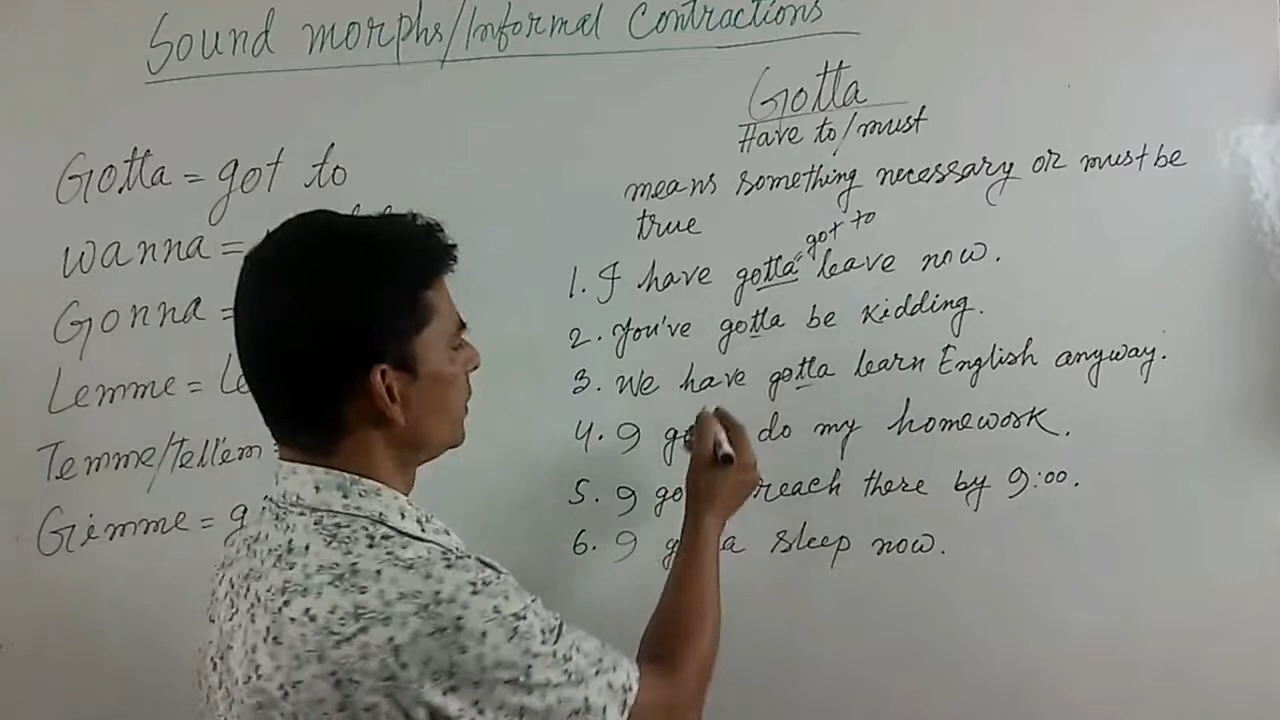 Sound morphs/Informal Contractions
Gotta = got to
wanna =
Gonna =
Lemme =
Temme/Tell'em =
Gimme =
Gotta
Have to/must
means something necessary or must be
true
got to
1. I have gotta leave now.
2. You've gotta be kidding.
3. We have gotta learn English anyway.
4. I do my homework.
5. I reach there by 9:00.
6. I sleep now.